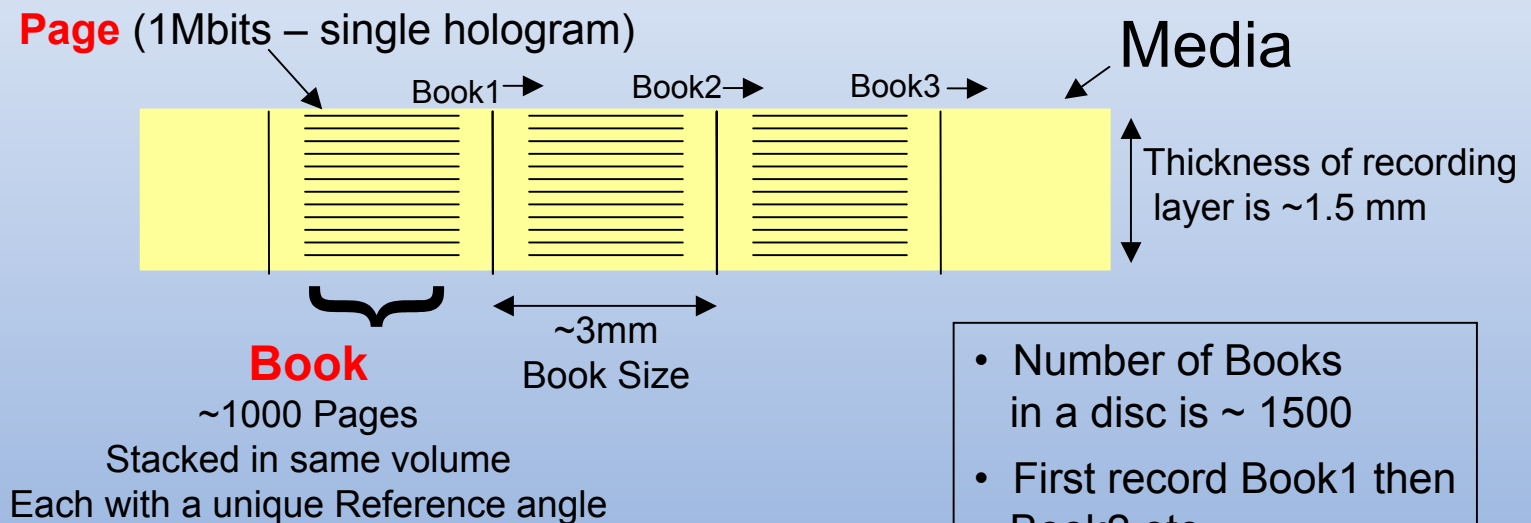 Page (1Mbits – single hologram)
Media
Book1
Book2
Book3
Thickness of recording
layer is ~1.5 mm
~3mm
Book Size
Book
~1000 Pages
Stacked in same volume
Each with a unique Reference angle
• Number of Books
in a disc is ~ 1500
• First record Book1 then
Book2 etc